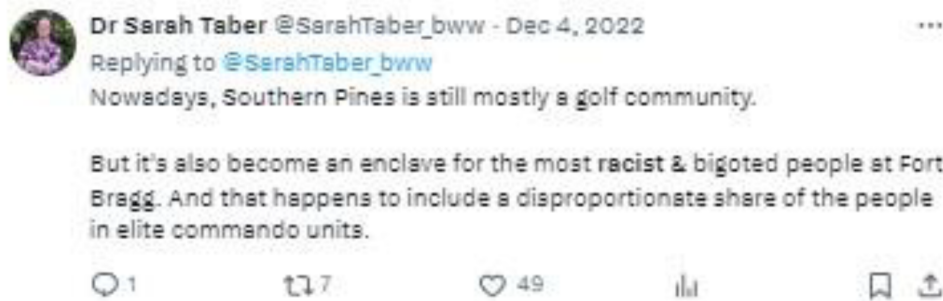 Dr Sarah Taber @SarahTaber_bww · Dec 4, 2022
Replying to @SarahTaber_bww
Nowadays, Southern Pines is still mostly a golf community.
But it's also become an enclave for the most racist & bigoted people at Fort
Bragg. And that happens to include a disproportionate share of the people
in elite commando units.
1 7 49